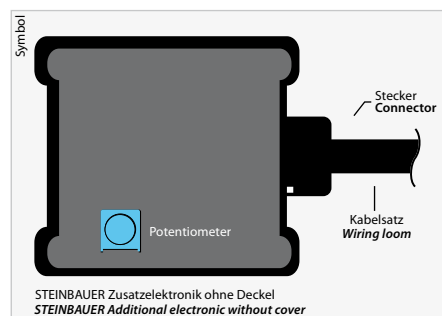 Symbol
Stecker
Connector
Potentiometer
Kabelsatz
Wiring loom
STEINBAUER Zusatzelektronik ohne Deckel
STEINBAUER Additional electronic without cover